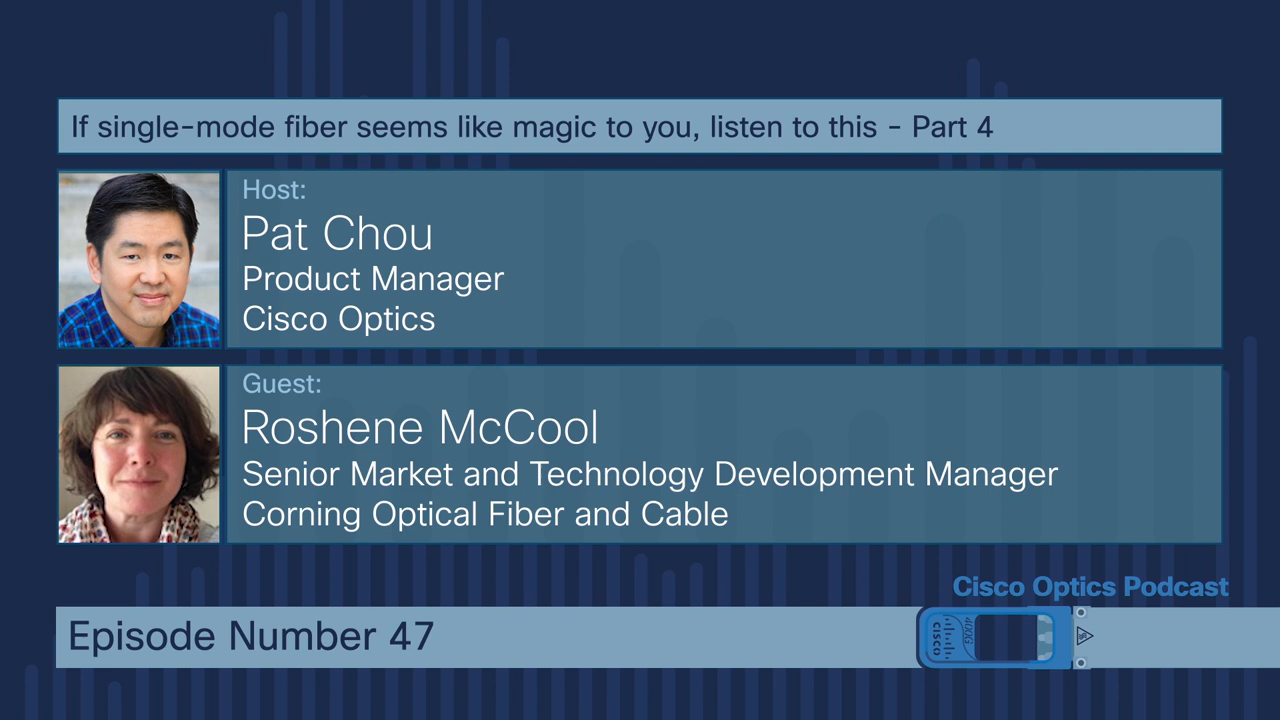 If single-mode fiber seems like magic to you, listen to this - Part 4
Host:
Pat Chou
Product Manager
Cisco Optics
Guest:
Roshene McCool
Senior Market and Technology Development Manager
Corning Optical Fiber and Cable
Cisco Optics Podcast
Episode Number 47
CISCO
400G